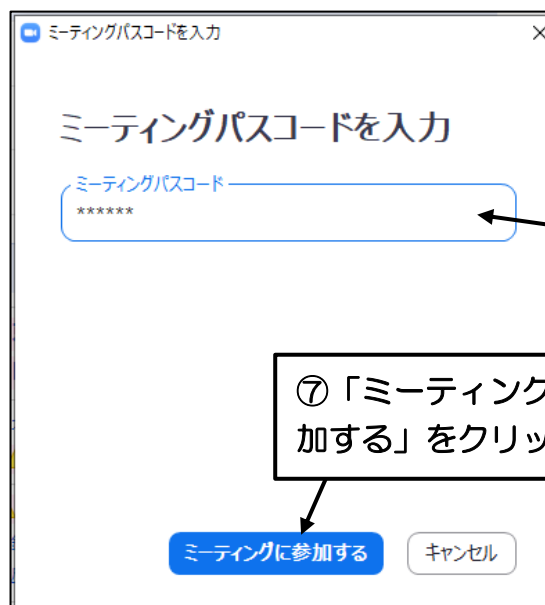 ミーティングパスコードを入力
ミーティングパスコードを入力
ミーティングパスコード
******
⑦「ミーティング
加する」をクリッ
ミーティングに参加する
キャンセル